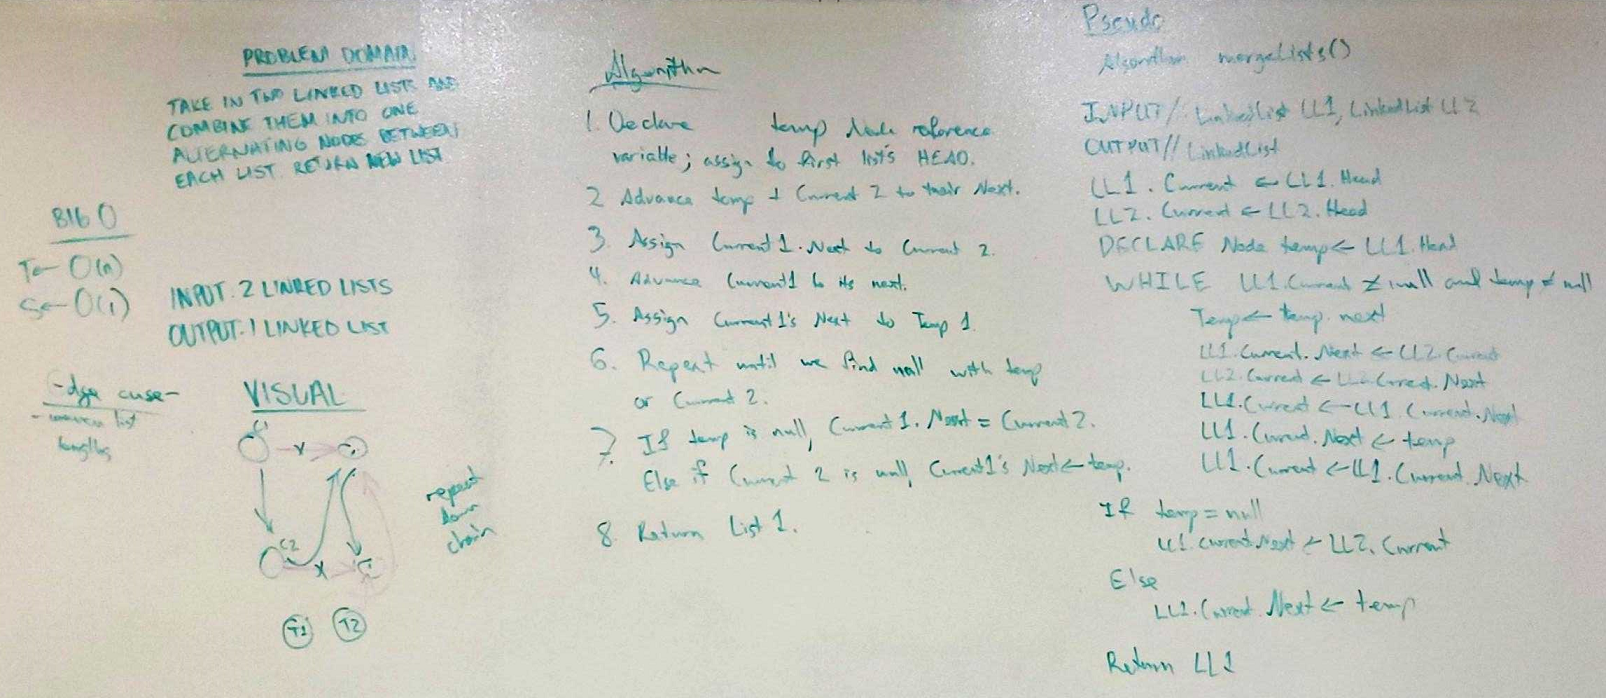 PROBLEM DOMAIN
TAKE IN TWO LINKED LISTS AND
COMBINE THEM INTO ONE
ALTERNATING NODES BETWEEN
EACH LIST. RETURN NEW LIST
BIG O
T ← O(n)
S ← O(1)
INPUT: 2 LINKED LISTS
OUTPUT: 1 LINKED LIST
-Edge case-
list
lengths
VISUAL
C1
C2
x
x
T1 T2
repeat
down
chain
Algorithm
1. Declare temp Node reference
variable; assign to first list's HEAD.
2 Advance temp + Current 2 to their Next.
3. Assign Current1.Next to Current 2.
4. Advance Current1 to its next.
5. Assign Current1's Next to Temp 1
6. Repeat until we find null with temp
or Current 2.
7. If temp is null, Current1.Next = Current2.
Else if Current 2 is null, Current1's Next ← temp.
8. Return List 1.
Pseudo
Algorithm mergeLists()
INPUT// LinkedList LL1, LinkedList LL2
OUTPUT// LinkedList
LL1.Current ← LL1.Head
LL2.Current ← LL2.Head
DECLARE Node temp ← LL1.Head
WHILE LL1.Current ≠ null and temp ≠ null
Temp ← temp.next
LL1.Current.Next ← LL2.Current
LL2.Current ← LL2.Current.Next
LL1.Current ← LL1.Current.Next
LL1.Current.Next ← temp
LL1.Current ← LL1.Current.Next
If temp = null
LL1.Current.Next ← LL2.Current
Else
LL1.Current.Next ← temp
Return LL1